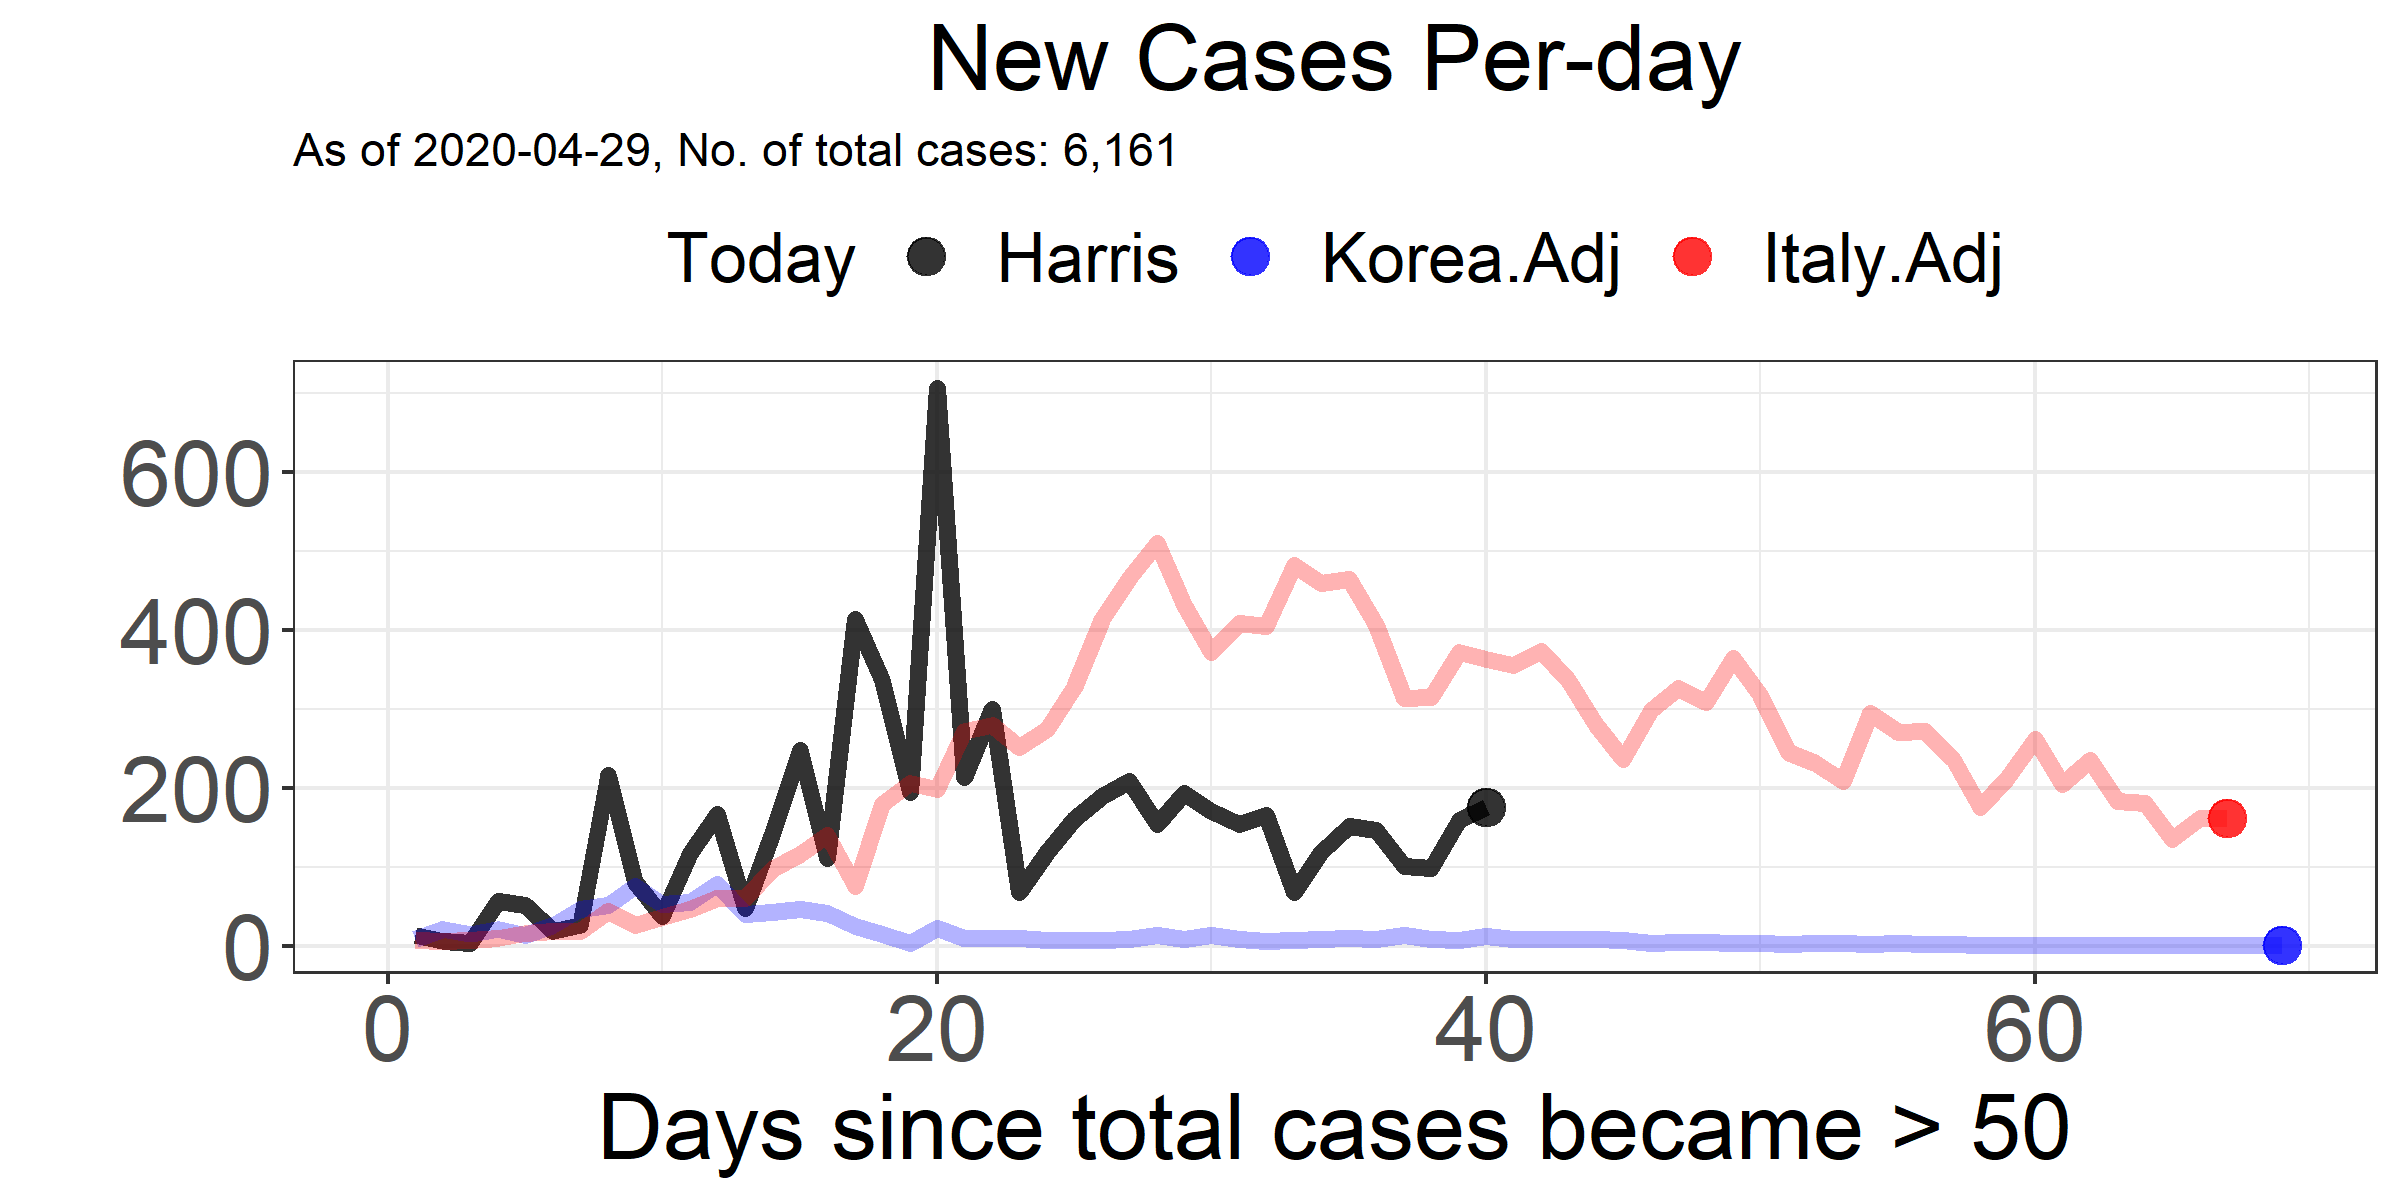 New Cases Per-day
As of 2020-04-29, No. of total cases: 6,161
Today Harris Korea.Adj Italy.Adj
600
400
200
0
0 20 40 60
Days since total cases became > 50